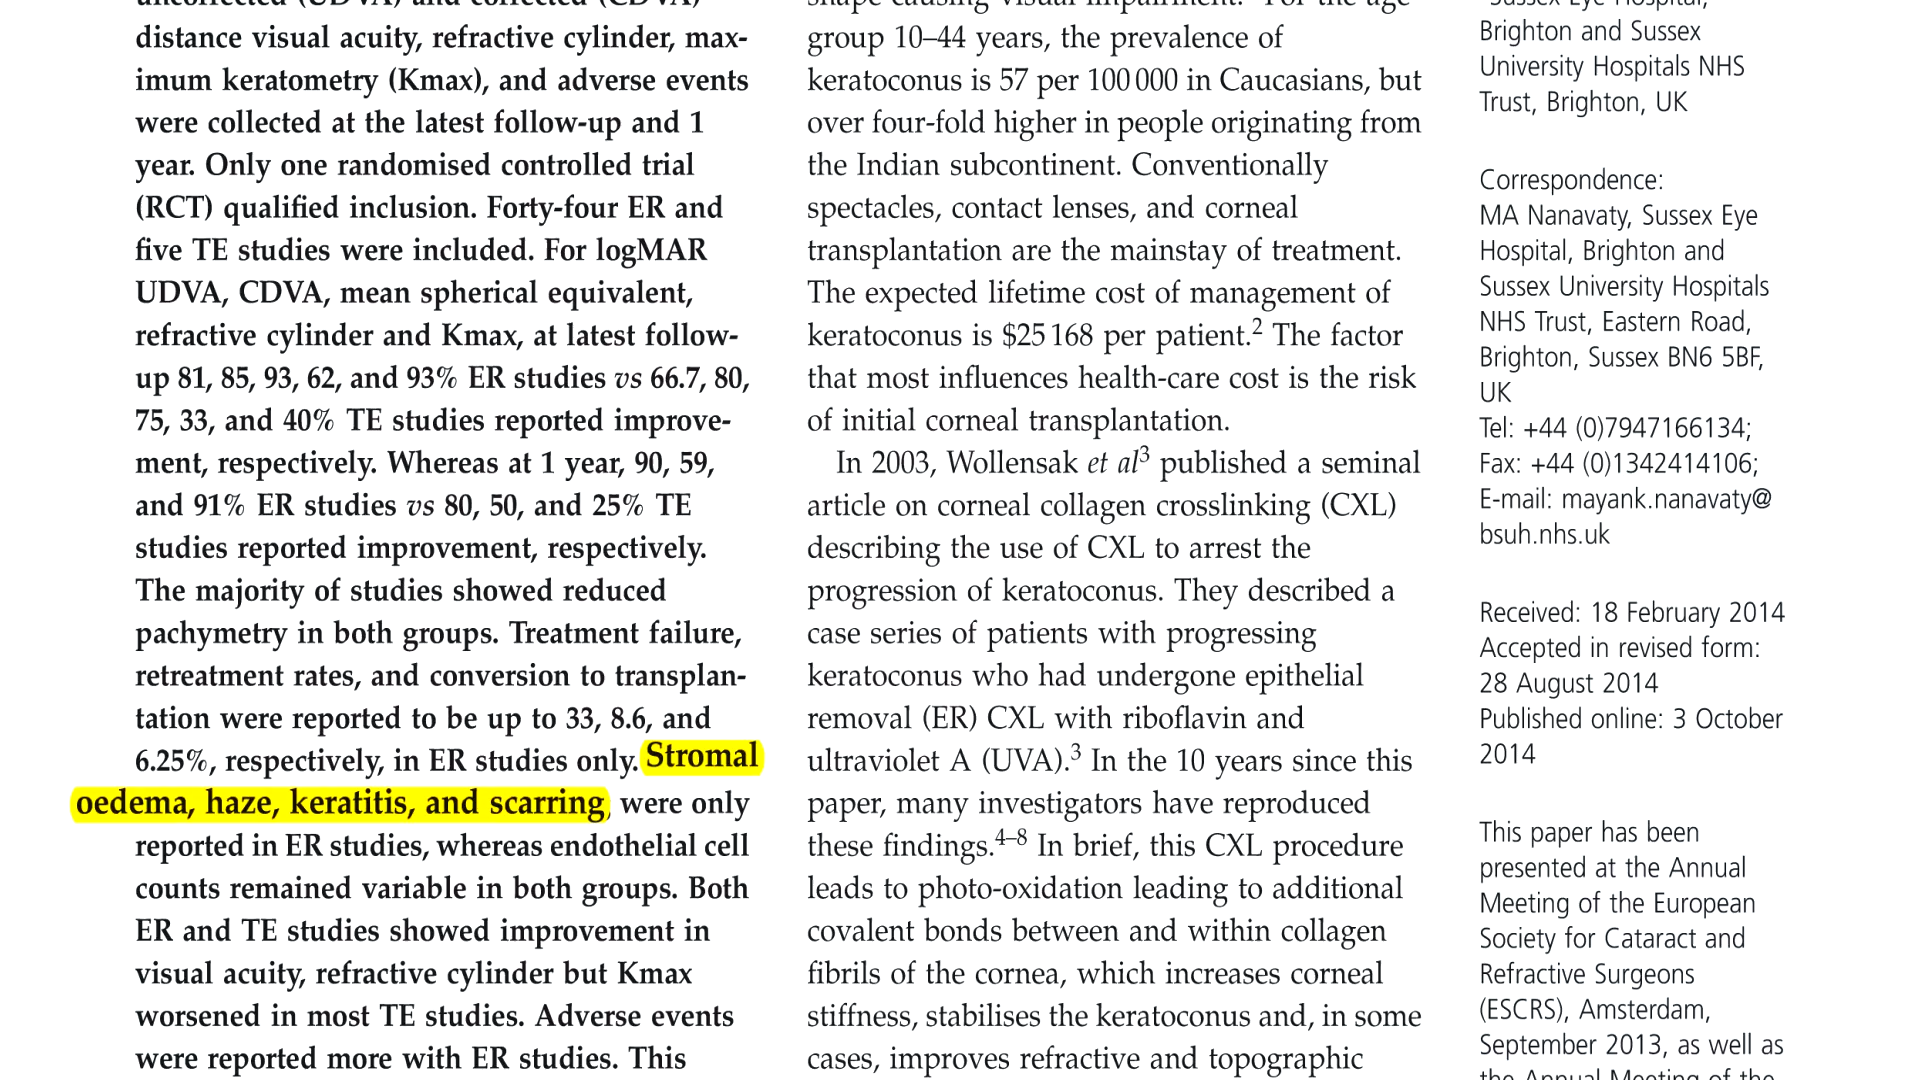 distance visual acuity, refractive cylinder, max-
imum keratometry (Kmax), and adverse events
were collected at the latest follow-up and 1
year. Only one randomised controlled trial
(RCT) qualified inclusion. Forty-four ER and
five TE studies were included. For logMAR
UDVA, CDVA, mean spherical equivalent,
refractive cylinder and Kmax, at latest follow-
up 81, 85, 93, 62, and 93% ER studies vs 66.7, 80,
75, 33, and 40% TE studies reported improve-
ment, respectively. Whereas at 1 year, 90, 59,
and 91% ER studies vs 80, 50, and 25% TE
studies reported improvement, respectively.
The majority of studies showed reduced
pachymetry in both groups. Treatment failure,
retreatment rates, and conversion to transplan-
tation were reported to be up to 33, 8.6, and
6.25%, respectively, in ER studies only. Stromal
oedema, haze, keratitis, and scarring were only
reported in ER studies, whereas endothelial cell
counts remained variable in both groups. Both
ER and TE studies showed improvement in
visual acuity, refractive cylinder but Kmax
worsened in most TE studies. Adverse events
were reported more with ER studies. This
group 10–44 years, the prevalence of
keratoconus is 57 per 100 000 in Caucasians, but
over four-fold higher in people originating from
the Indian subcontinent. Conventionally
spectacles, contact lenses, and corneal
transplantation are the mainstay of treatment.
The expected lifetime cost of management of
keratoconus is $25 168 per patient.2 The factor
that most influences health-care cost is the risk
of initial corneal transplantation.
In 2003, Wollensak et al3 published a seminal
article on corneal collagen crosslinking (CXL)
describing the use of CXL to arrest the
progression of keratoconus. They described a
case series of patients with progressing
keratoconus who had undergone epithelial
removal (ER) CXL with riboflavin and
ultraviolet A (UVA).3 In the 10 years since this
paper, many investigators have reproduced
these findings.4–8 In brief, this CXL procedure
leads to photo-oxidation leading to additional
covalent bonds between and within collagen
fibrils of the cornea, which increases corneal
stiffness, stabilises the keratoconus and, in some
cases, improves refractive and topographic
Brighton and Sussex
University Hospitals NHS
Trust, Brighton, UK
Correspondence:
MA Nanavaty, Sussex Eye
Hospital, Brighton and
Sussex University Hospitals
NHS Trust, Eastern Road,
Brighton, Sussex BN6 5BF,
UK
Tel: +44 (0)7947166134;
Fax: +44 (0)1342414106;
E-mail: mayank.nanavaty@
bsuh.nhs.uk
Received: 18 February 2014
Accepted in revised form:
28 August 2014
Published online: 3 October
2014
This paper has been
presented at the Annual
Meeting of the European
Society for Cataract and
Refractive Surgeons
(ESCRS), Amsterdam,
September 2013, as well as